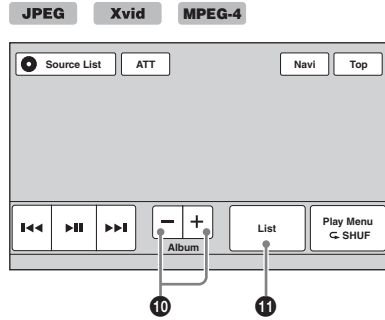 JPEG Xvid MPEG-4
Source List ATT Navi Top
− + List Play Menu
SHUF
Album
10 11